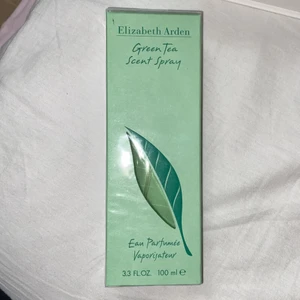 Elizabeth Arden
Green Tea
Scent Spray
Eau Parfumée
Vaporisateur
3.3 FL.OZ. 100 ml e